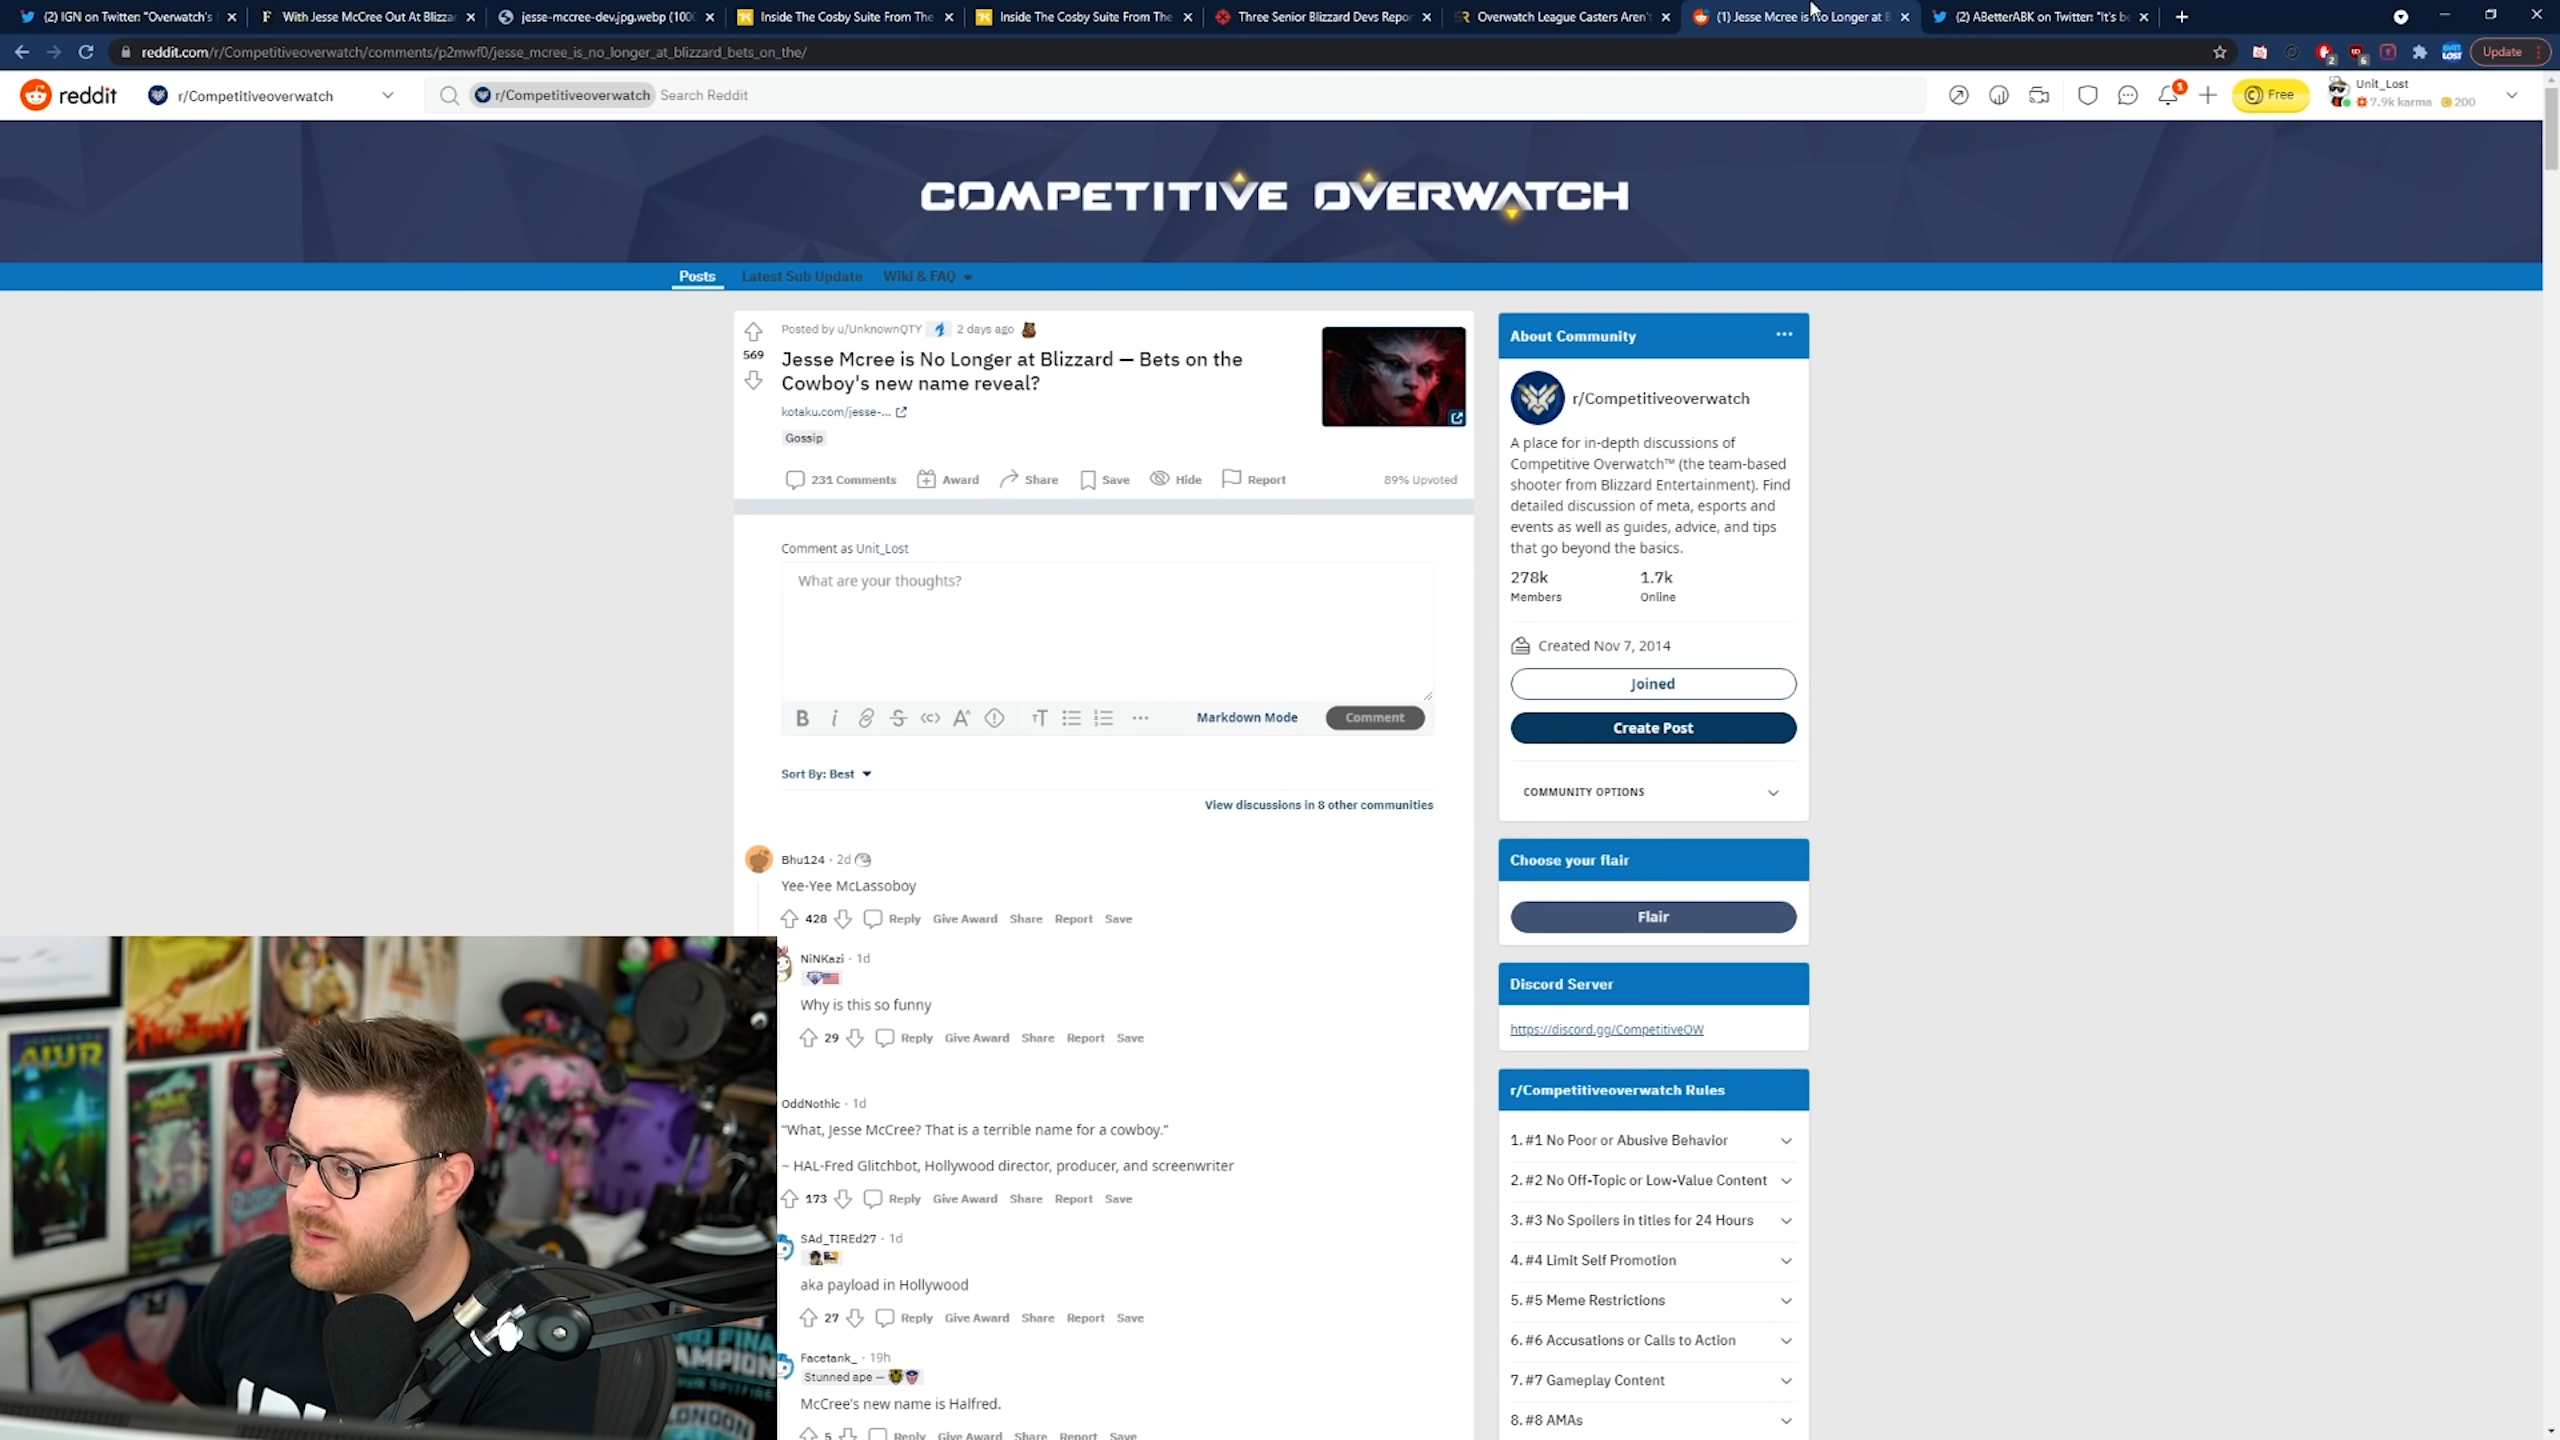 (2) IGN on Twitter: "Overwatch's
With Jesse McCree Out At Blizza
jesse-mccree-dev.jpg.webp (100
Inside The Cosby Suite From The
Inside The Cosby Suite From The
Three Senior Blizzard Devs Repor
Overwatch League Casters Aren'
(1) Jesse Mcree is No Longer at B
(2) ABetterABK on Twitter: "It's be
reddit.com/r/Competitiveoverwatch/comments/p2mwf0/jesse_mcree_is_no_longer_at_blizzard_bets_on_the/
Update
reddit
r/Competitiveoverwatch
r/Competitiveoverwatch Search Reddit
1
Free
Unit_Lost
7.9k karma 200
COMPETITIVE OVERWATCH
Posts Latest Sub Update Wiki & FAQ
Posted by u/UnknownQTY 2 days ago
569
Jesse Mcree is No Longer at Blizzard — Bets on the
Cowboy's new name reveal?
kotaku.com/jesse-...
Gossip
231 Comments Award Share Save Hide Report 89% Upvoted
Comment as Unit_Lost
What are your thoughts?
Markdown Mode Comment
Sort By: Best
View discussions in 8 other communities
Bhu124 · 2d
Yee-Yee McLassoboy
428 Reply Give Award Share Report Save
NiNKazi · 1d
Why is this so funny
29 Reply Give Award Share Report Save
OddNothic · 1d
"What, Jesse McCree? That is a terrible name for a cowboy."
~ HAL-Fred Glitchbot, Hollywood director, producer, and screenwriter
173 Reply Give Award Share Report Save
SAd_TIREd27 · 1d
aka payload in Hollywood
27 Reply Give Award Share Report Save
Facetank_ · 19h
Stunned ape —
McCree's new name is Halfred.
5 Reply Give Award Share Report Save
About Community
r/Competitiveoverwatch
A place for in-depth discussions of
Competitive Overwatch™ (the team-based
shooter from Blizzard Entertainment). Find
detailed discussion of meta, esports and
events as well as guides, advice, and tips
that go beyond the basics.
278k 1.7k
Members Online
Created Nov 7, 2014
Joined
Create Post
COMMUNITY OPTIONS
Choose your flair
Flair
Discord Server
https://discord.gg/CompetitiveOW
r/Competitiveoverwatch Rules
1. #1 No Poor or Abusive Behavior
2. #2 No Off-Topic or Low-Value Content
3. #3 No Spoilers in titles for 24 Hours
4. #4 Limit Self Promotion
5. #5 Meme Restrictions
6. #6 Accusations or Calls to Action
7. #7 Gameplay Content
8. #8 AMAs
AIUR
LONDON